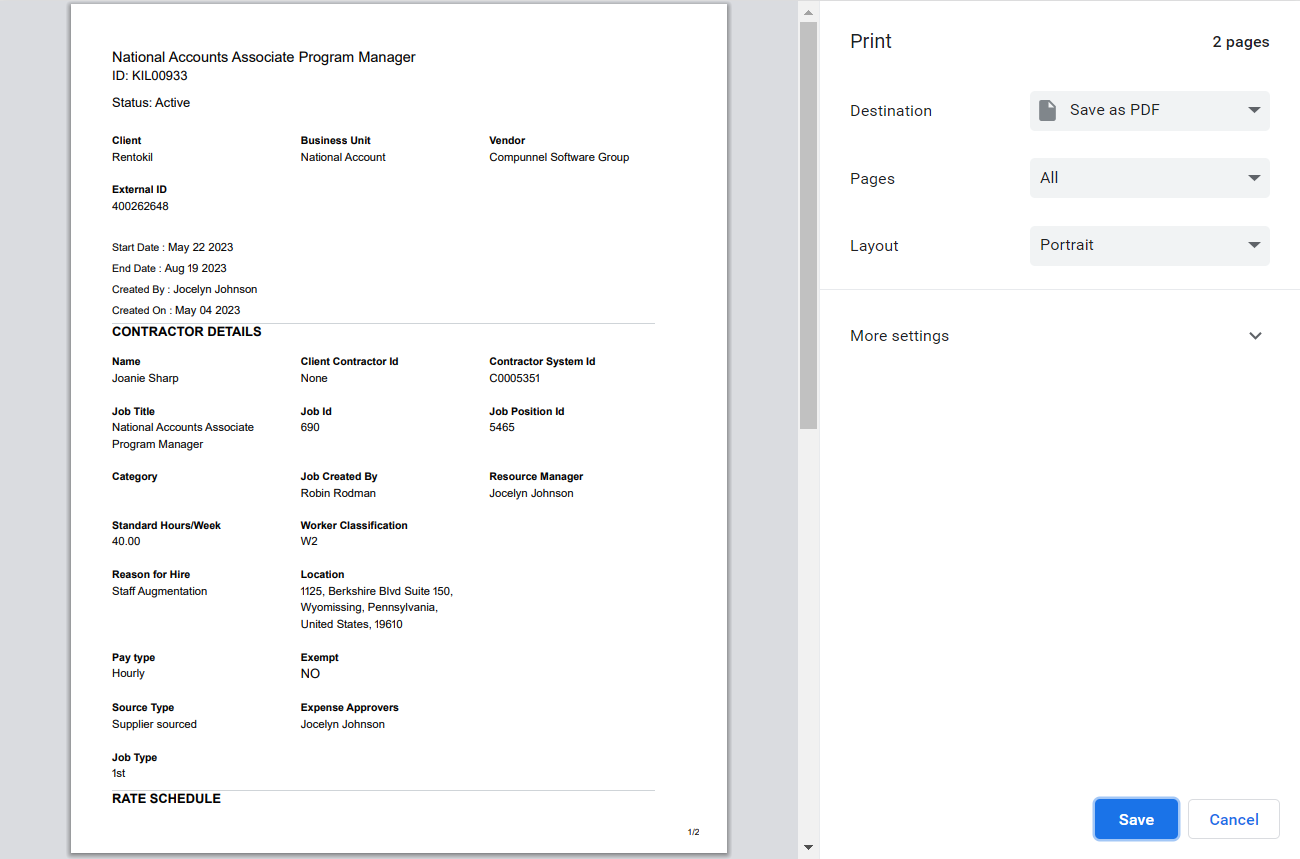 National Accounts Associate Program Manager
ID: KIL00933
Status: Active
Client
Rentokil
Business Unit
National Account
Vendor
Compunnel Software Group
External ID
400262648
Start Date : May 22 2023
End Date : Aug 19 2023
Created By : Jocelyn Johnson
Created On : May 04 2023
CONTRACTOR DETAILS
Name
Joanie Sharp
Client Contractor Id
None
Contractor System Id
C0005351
Job Title
National Accounts Associate
Program Manager
Job Id
690
Job Position Id
5465
Category
Job Created By
Robin Rodman
Resource Manager
Jocelyn Johnson
Standard Hours/Week
40.00
Worker Classification
W2
Reason for Hire
Staff Augmentation
Location
1125, Berkshire Blvd Suite 150,
Wyomissing, Pennsylvania,
United States, 19610
Pay type
Hourly
Exempt
NO
Source Type
Supplier sourced
Expense Approvers
Jocelyn Johnson
Job Type
1st
RATE SCHEDULE
1/2
Print
2 pages
Destination
Save as PDF
Pages
All
Layout
Portrait
More settings
Save
Cancel